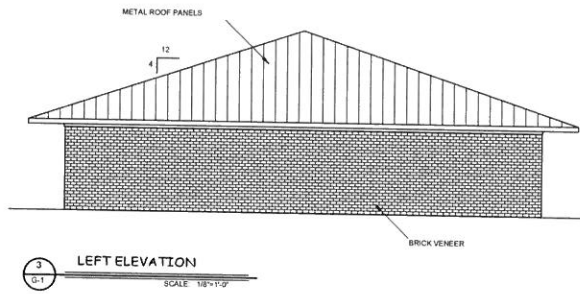 METAL ROOF PANELS
12
4
BRICK VENEER
3
G-1
LEFT ELEVATION
SCALE 1/8"=1'-0"